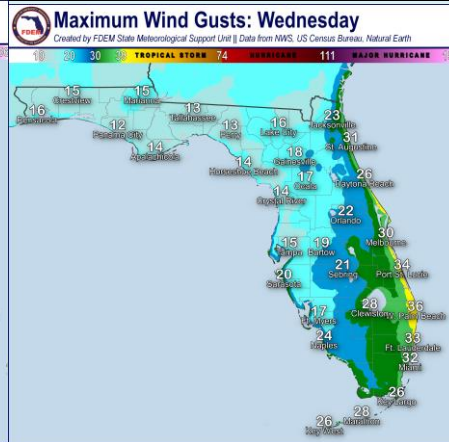 FDEM
Maximum Wind Gusts: Wednesday
Created by FDEM State Meteorological Support Unit || Data from NWS, US Census Bureau, Natural Earth
10 20 30 39 TROPICAL STORM 74 HURRICANE 111 MAJOR HURRICANE
15
Crestview
15
Marianna
16
Pensacola
12
Panama City
14
Apalachicola
13
Tallahassee
13
Perry
16
Lake City
23
Jacksonville
31
St. Augustine
18
Gainesville
14
Horseshoe Beach
17
Ocala
26
Daytona Beach
14
Crystal River
22
Orlando
30
Melbourne
15
Tampa
19
Bartow
21
Sebring
34
Port St. Lucie
20
Sarasota
28
Clewiston
36
W. Palm Beach
17
Ft. Myers
24
Naples
33
Ft. Lauderdale
32
Miami
26
Key Largo
28
Marathon
26
Key West